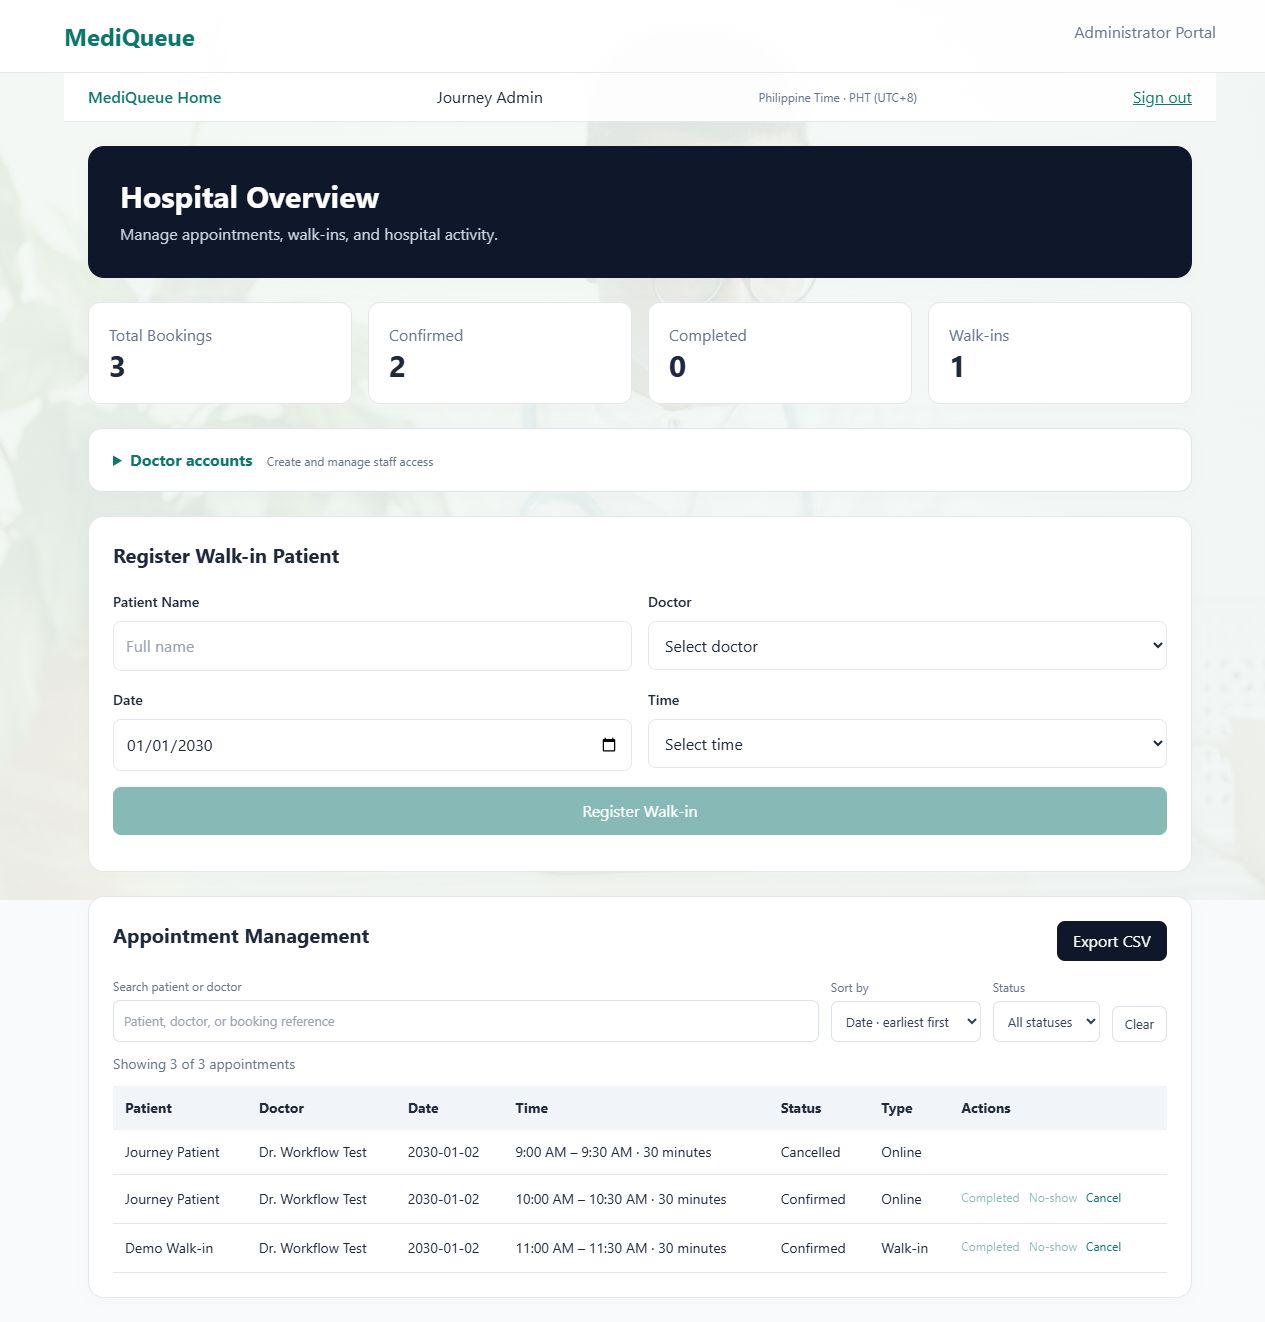 MediQueue
Administrator Portal
MediQueue Home Journey Admin Philippine Time · PHT (UTC+8) Sign out
Hospital Overview
Manage appointments, walk-ins, and hospital activity.
Total Bookings Confirmed Completed Walk-ins
3 2 0 1
Doctor accounts Create and manage staff access
Register Walk-in Patient
Patient Name Doctor
Full name Select doctor
Date Time
01/01/2030 Select time
Register Walk-in
Appointment Management Export CSV
Search patient or doctor Sort by Status
Patient, doctor, or booking reference Date · earliest first All statuses Clear
Showing 3 of 3 appointments
Patient Doctor Date Time Status Type Actions
Journey Patient Dr. Workflow Test 2030-01-02 9:00 AM – 9:30 AM · 30 minutes Cancelled Online
Journey Patient Dr. Workflow Test 2030-01-02 10:00 AM – 10:30 AM · 30 minutes Confirmed Online Completed No-show Cancel
Demo Walk-in Dr. Workflow Test 2030-01-02 11:00 AM – 11:30 AM · 30 minutes Confirmed Walk-in Completed No-show Cancel